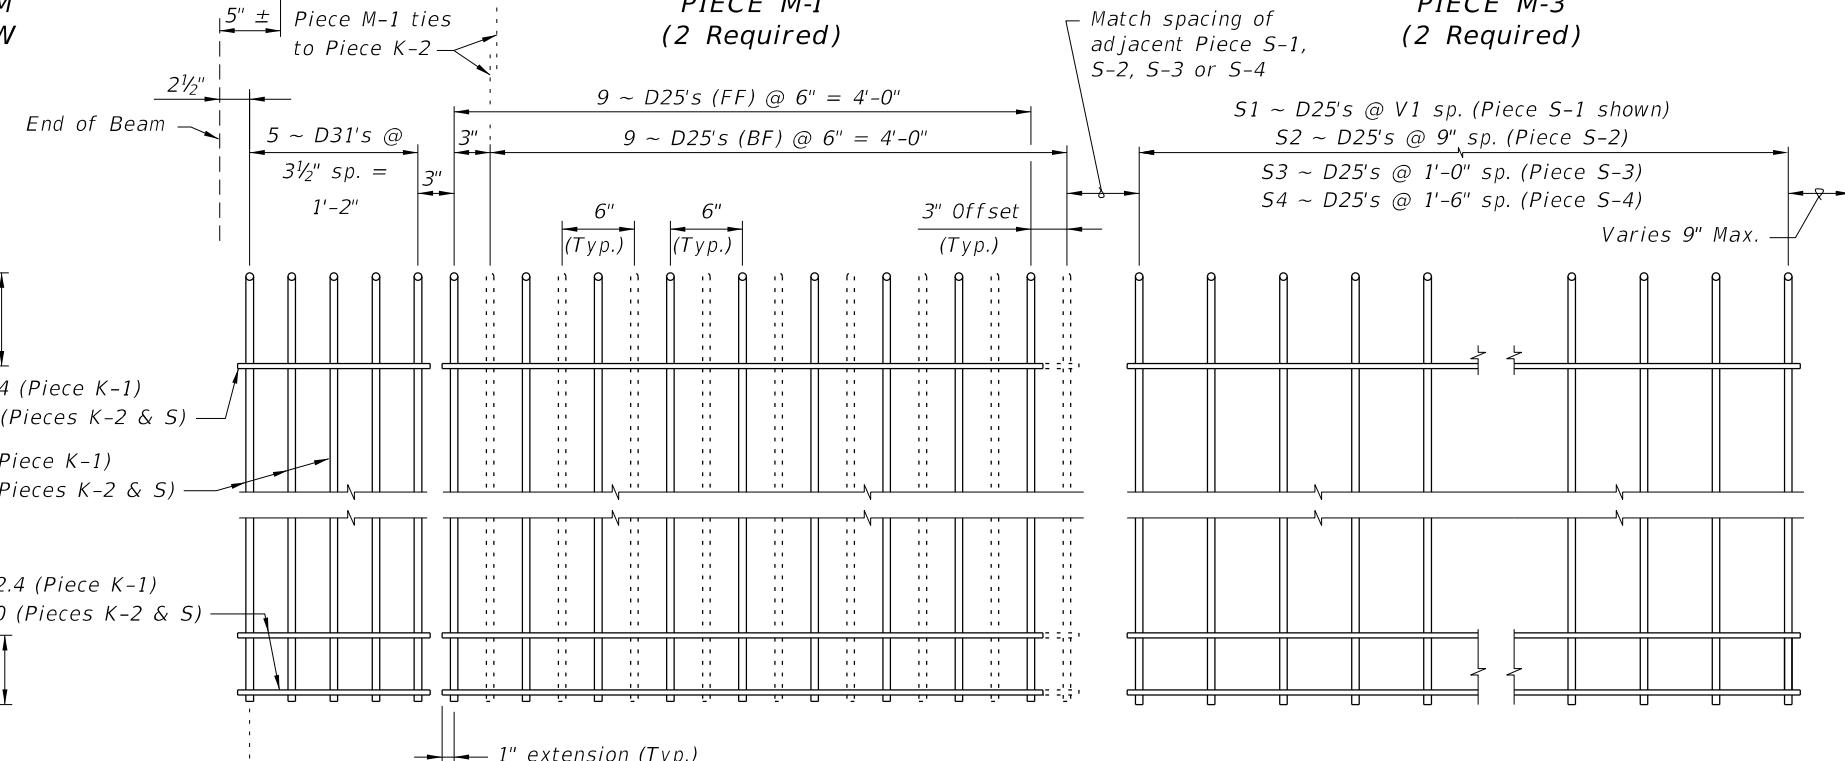 W
5" ±
Piece M-1 ties
to Piece K-2
PIECE M-1
(2 Required)
Match spacing of
adjacent Piece S-1,
S-2, S-3 or S-4
PIECE M-3
(2 Required)
2½"
End of Beam
5 ~ D31's @
3½" sp. =
1'-2"
3"
3"
9 ~ D25's (FF) @ 6" = 4'-0"
9 ~ D25's (BF) @ 6" = 4'-0"
6"
(Typ.)
6"
(Typ.)
3" Offset
(Typ.)
S1 ~ D25's @ V1 sp. (Piece S-1 shown)
S2 ~ D25's @ 9" sp. (Piece S-2)
S3 ~ D25's @ 1'-0" sp. (Piece S-3)
S4 ~ D25's @ 1'-6" sp. (Piece S-4)
Varies 9" Max.
4 (Piece K-1)
(Pieces K-2 & S)
Piece K-1)
Pieces K-2 & S)
2.4 (Piece K-1)
0 (Pieces K-2 & S)
1" extension (Typ.)